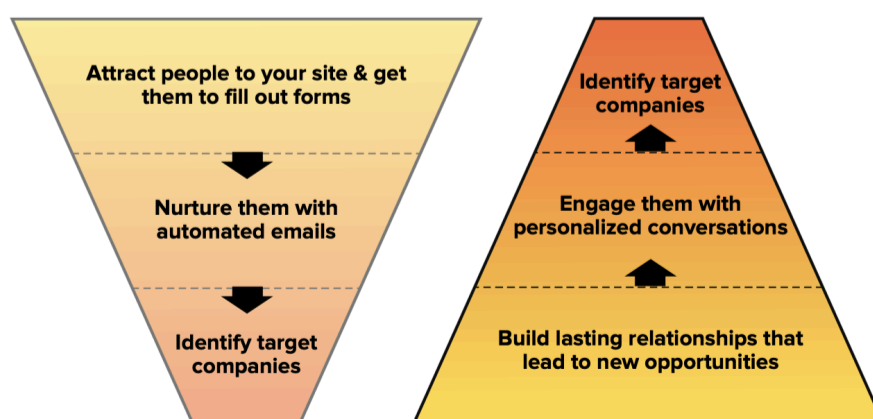 Attract people to your site & get
them to fill out forms
Nurture them with
automated emails
Identify target
companies
Identify target
companies
Engage them with
personalized conversations
Build lasting relationships that
lead to new opportunities